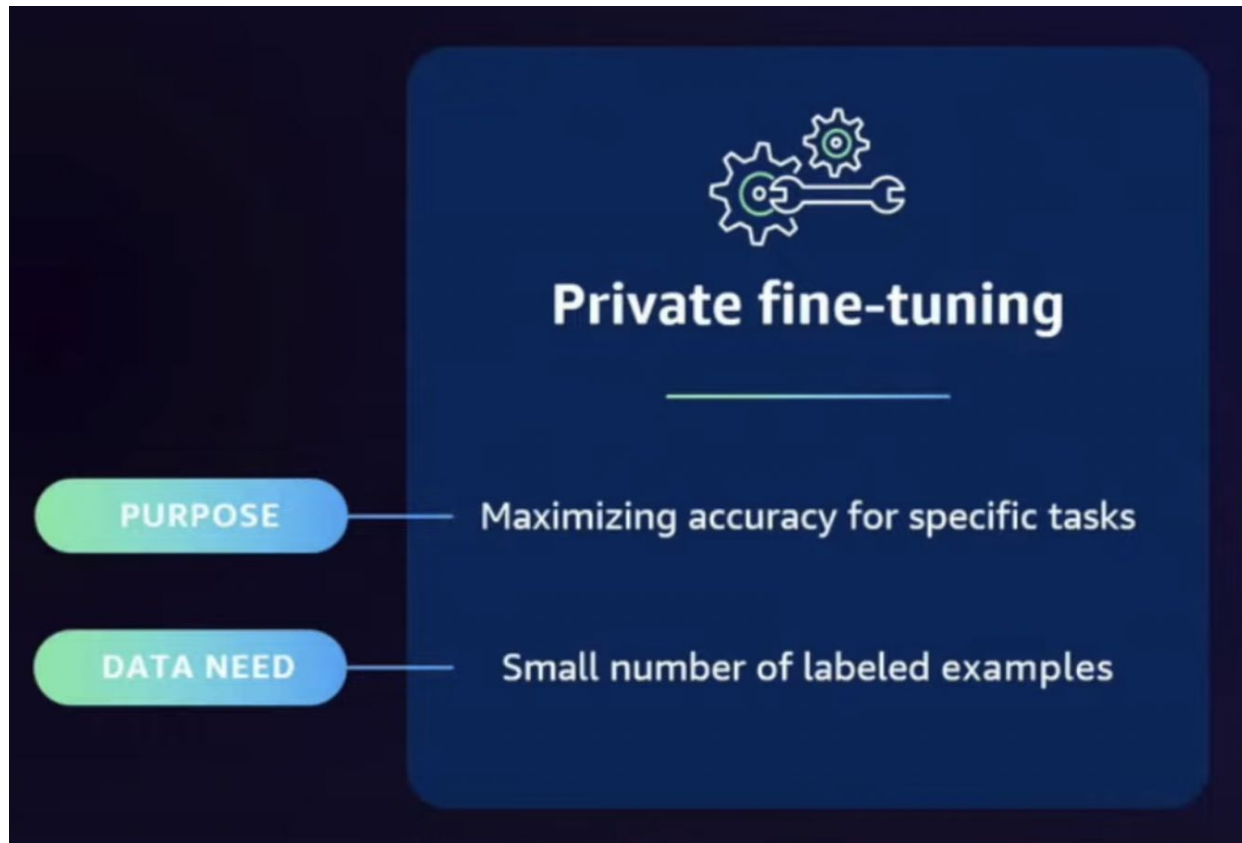 Private fine-tuning
PURPOSE
Maximizing accuracy for specific tasks
DATA NEED
Small number of labeled examples